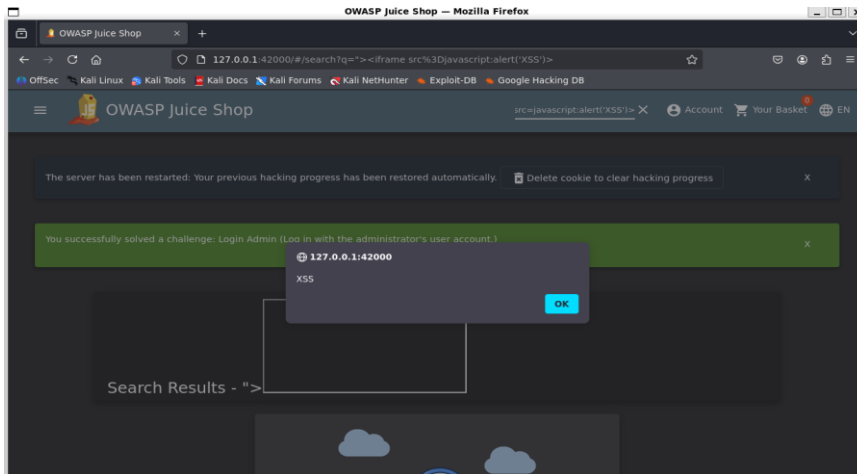 OWASP Juice Shop — Mozilla Firefox
OWASP Juice Shop
127.0.0.1:42000/#/search?q="><iframe src%3Djavascript:alert('XSS')>
OffSec Kali Linux Kali Tools Kali Docs Kali Forums Kali NetHunter Exploit-DB Google Hacking DB
OWASP Juice Shop src=javascript:alert('XSS')> Account Your Basket 0 EN
The server has been restarted: Your previous hacking progress has been restored automatically. Delete cookie to clear hacking progress X
You successfully solved a challenge: Login Admin (Log in with the administrator's user account.) X
127.0.0.1:42000
XSS
OK
Search Results - ">